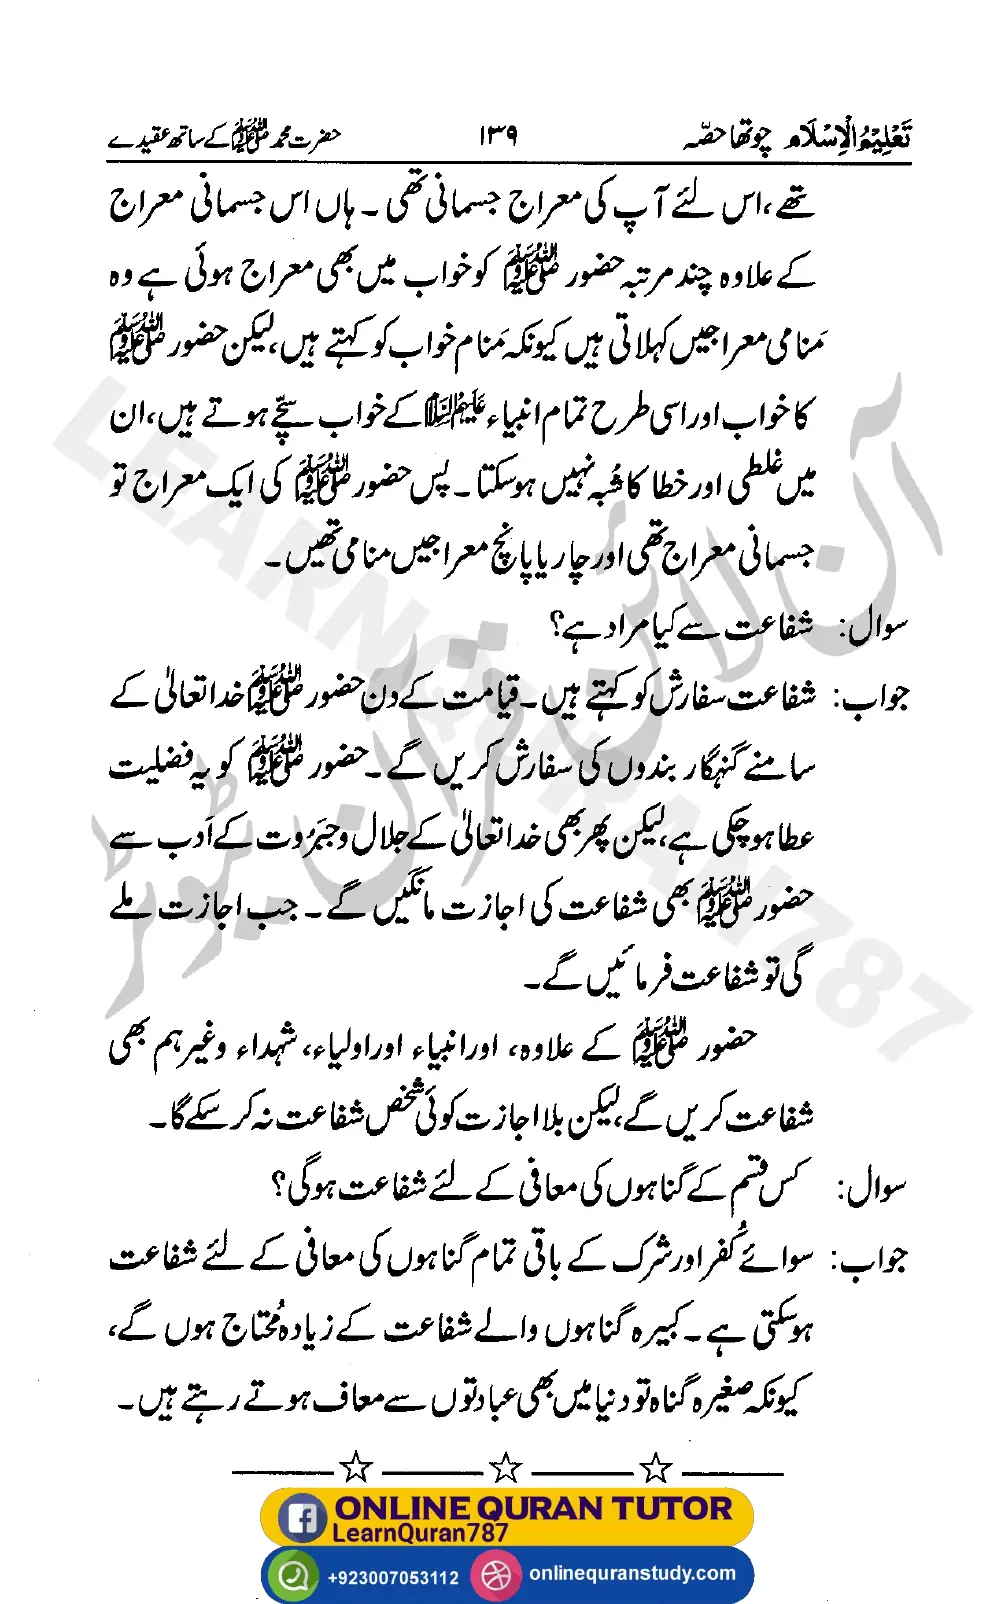 تَعْلِیْمُ الْاِسْلَام چوتھا حصّہ ۱۳۹ حضرت محمد ﷺ کے ساتھ عقیدے
تھے، اس لئے آپ کی معراج جسمانی تھی ۔ ہاں اس جسمانی معراج
کے علاوہ چند مرتبہ حضور ﷺ کو خواب میں بھی معراج ہوئی ہے وہ
مَنامی معراجیں کہلاتی ہیں کیونکہ مَنام خواب کو کہتے ہیں، لیکن حضور ﷺ
کا خواب اور اسی طرح تمام انبیاء عَلَیْہِمُ السَّلَام کے خواب سچّے ہوتے ہیں، ان
میں غلطی اور خطا کا شُبہ نہیں ہوسکتا ۔ پس حضور ﷺ کی ایک معراج تو
جسمانی معراج تھی اور چار یا پانچ معراجیں منامی تھیں ۔
سوال: شفاعت سے کیا مراد ہے؟
جواب: شفاعت سفارش کو کہتے ہیں ۔ قیامت کے دن حضور ﷺ خدا تعالیٰ کے
سامنے گنہگار بندوں کی سفارش کریں گے ۔ حضور ﷺ کو یہ فضلیت
عطا ہوچکی ہے، لیکن پھر بھی خدا تعالیٰ کے جلال وجَبَرُوت کے اَدب سے
حضور ﷺ بھی شفاعت کی اجازت مانگیں گے ۔ جب اجازت ملے
گی تو شفاعت فرمائیں گے ۔
حضور ﷺ کے علاوہ، اور انبیاء اور اولیاء، شہداء وغیرہم بھی
شفاعت کریں گے، لیکن بلا اجازت کوئی شخص شفاعت نہ کرسکے گا ۔
سوال: کس قسم کے گناہوں کی معافی کے لئے شفاعت ہوگی؟
جواب: سوائے کُفر اور شرک کے باقی تمام گناہوں کی معافی کے لئے شفاعت
ہوسکتی ہے ۔ کبیرہ گناہوں والے شفاعت کے زیادہ مُحتاج ہوں گے،
کیونکہ صغیرہ گناہ تو دنیا میں بھی عبادتوں سے معاف ہوتے رہتے ہیں ۔
آن لائن قرآن ٹیوٹر
LEARNQURAN787
ONLINE QURAN TUTOR
LearnQuran787
+923007053112 onlinequranstudy.com